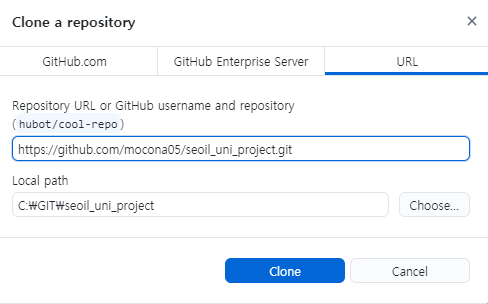 Clone a repository
GitHub.com
GitHub Enterprise Server
URL
Repository URL or GitHub username and repository
(hubot/cool-repo)
https://github.com/mocona05/seoil_uni_project.git
Local path
C:₩GIT₩seoil_uni_project
Choose...
Clone
Cancel